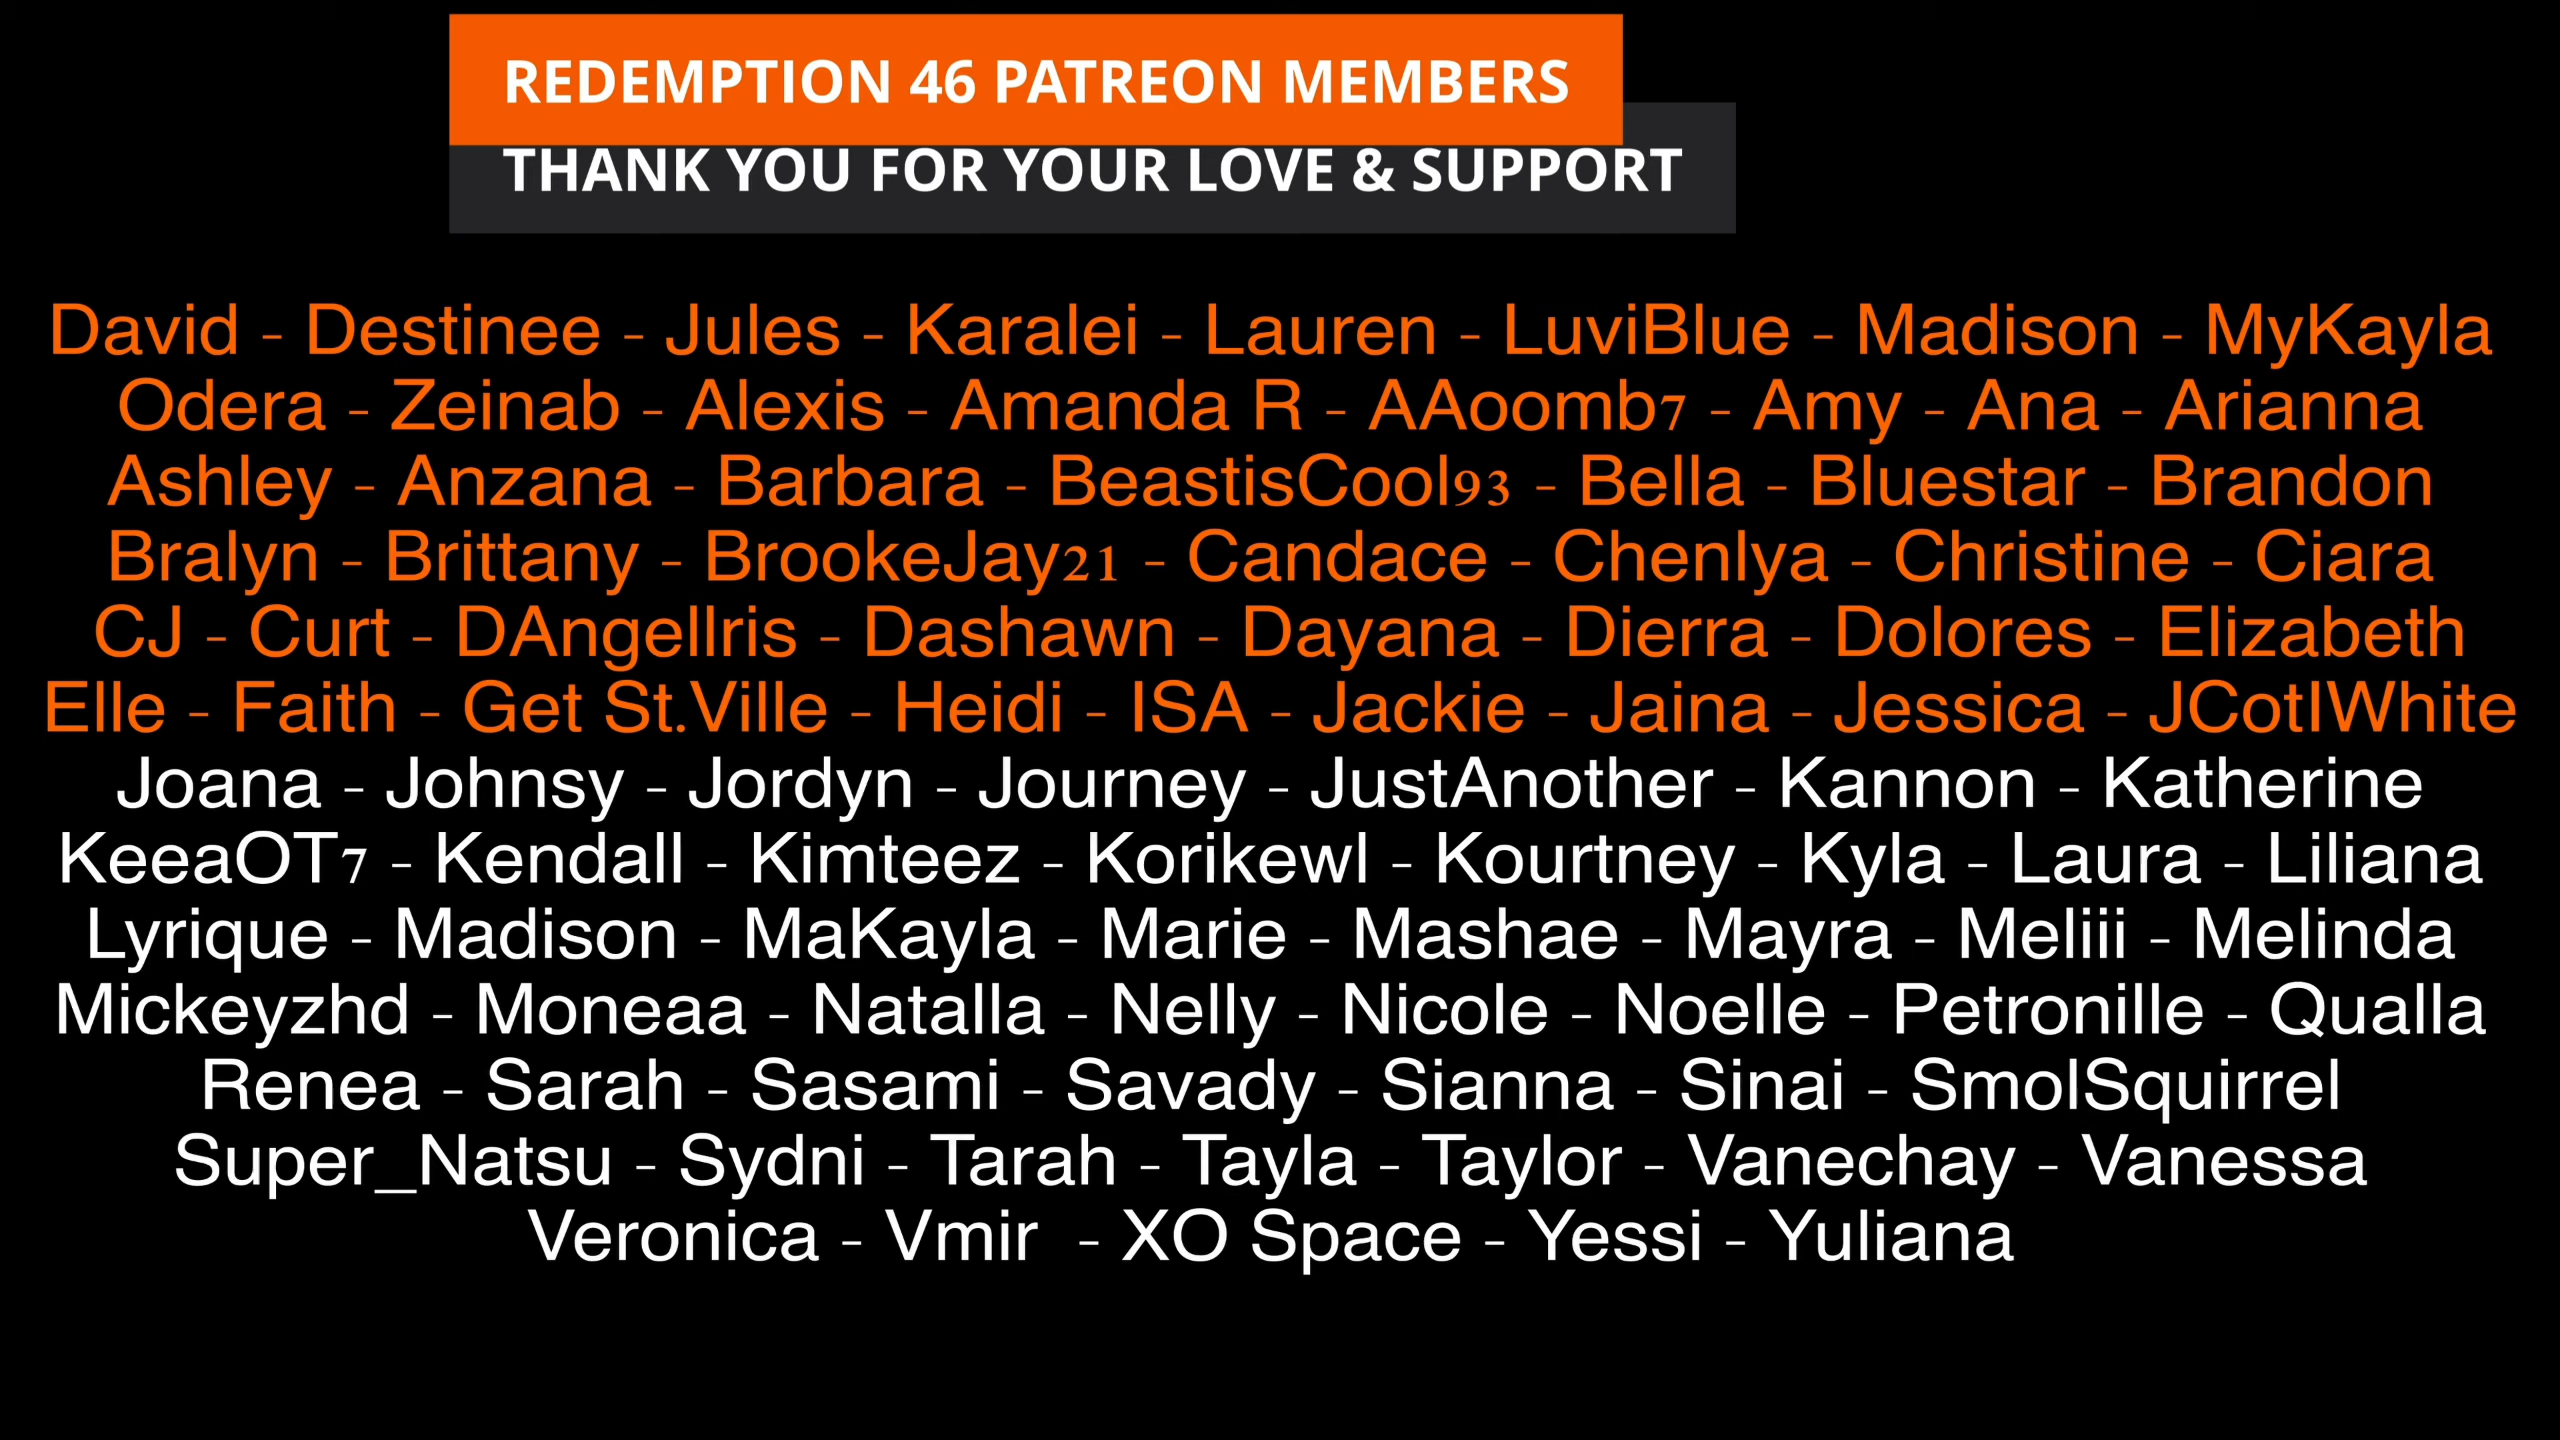 REDEMPTION 46 PATREON MEMBERS
THANK YOU FOR YOUR LOVE & SUPPORT
David - Destinee - Jules - Karalei - Lauren - LuviBlue - Madison - MyKayla
Odera - Zeinab - Alexis - Amanda R - AAoomb7 - Amy - Ana - Arianna
Ashley - Anzana - Barbara - BeastisCool93 - Bella - Bluestar - Brandon
Bralyn - Brittany - BrookeJay21 - Candace - Chenlya - Christine - Ciara
CJ - Curt - DAngelIris - Dashawn - Dayana - Dierra - Dolores - Elizabeth
Elle - Faith - Get St.Ville - Heidi - ISA - Jackie - Jaina - Jessica - JCotIWhite
Joana - Johnsy - Jordyn - Journey - JustAnother - Kannon - Katherine
KeeaOT7 - Kendall - Kimteez - Korikewl - Kourtney - Kyla - Laura - Liliana
Lyrique - Madison - MaKayla - Marie - Mashae - Mayra - Meliii - Melinda
Mickeyzhd - Moneaa - Natalla - Nelly - Nicole - Noelle - Petronille - Qualla
Renea - Sarah - Sasami - Savady - Sianna - Sinai - SmolSquirrel
Super_Natsu - Sydni - Tarah - Tayla - Taylor - Vanechay - Vanessa
Veronica - Vmir  - XO Space - Yessi - Yuliana